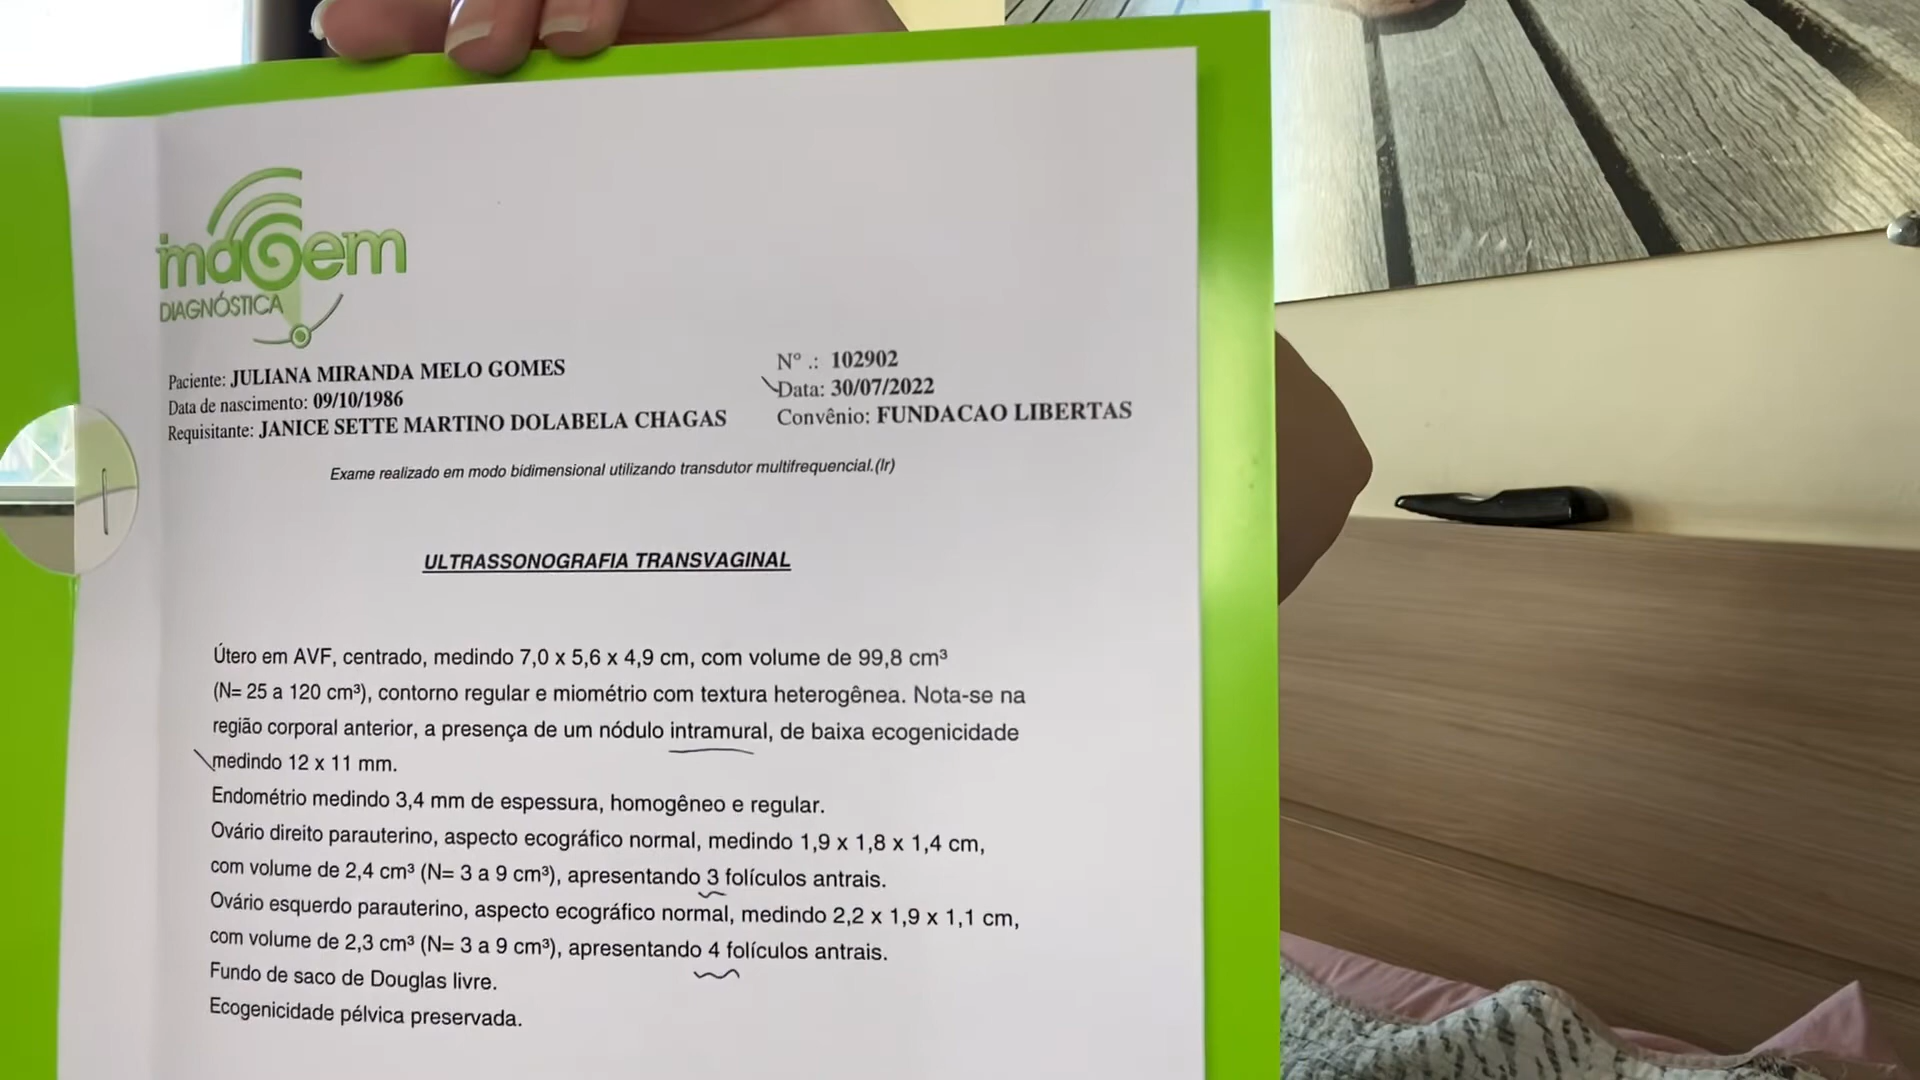 imagem
DIAGNÓSTICA
Paciente: JULIANA MIRANDA MELO GOMES
Data de nascimento: 09/10/1986
Requisitante: JANICE SETTE MARTINO DOLABELA CHAGAS
Nº .: 102902
Data: 30/07/2022
Convênio: FUNDACAO LIBERTAS
Exame realizado em modo bidimensional utilizando transdutor multifrequencial.(lr)
ULTRASSONOGRAFIA TRANSVAGINAL
Útero em AVF, centrado, medindo 7,0 x 5,6 x 4,9 cm, com volume de 99,8 cm³
(N= 25 a 120 cm³), contorno regular e miométrio com textura heterogênea. Nota-se na
região corporal anterior, a presença de um nódulo intramural, de baixa ecogenicidade
medindo 12 x 11 mm.
Endométrio medindo 3,4 mm de espessura, homogêneo e regular.
Ovário direito parauterino, aspecto ecográfico normal, medindo 1,9 x 1,8 x 1,4 cm,
com volume de 2,4 cm³ (N= 3 a 9 cm³), apresentando 3 folículos antrais.
Ovário esquerdo parauterino, aspecto ecográfico normal, medindo 2,2 x 1,9 x 1,1 cm,
com volume de 2,3 cm³ (N= 3 a 9 cm³), apresentando 4 folículos antrais.
Fundo de saco de Douglas livre.
Ecogenicidade pélvica preservada.